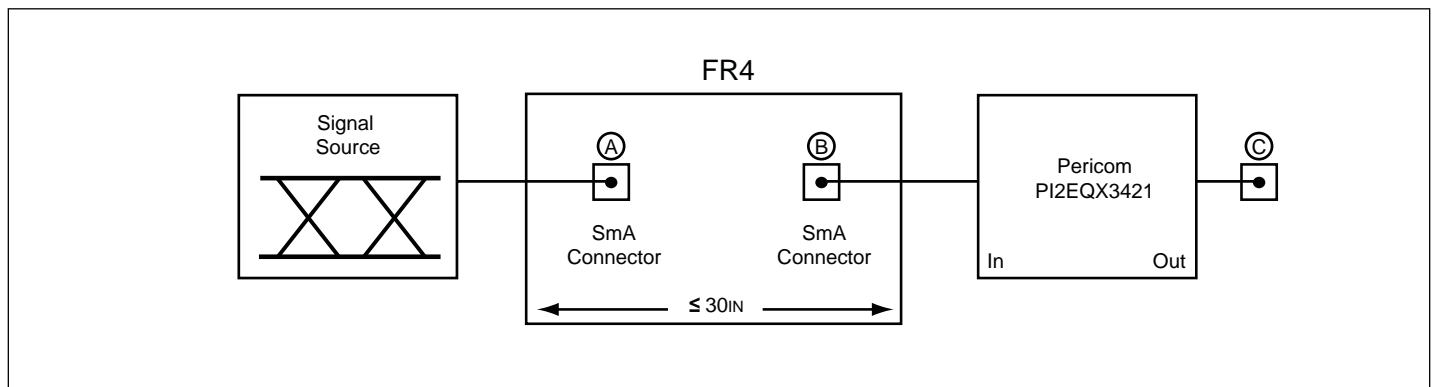 FR4
Signal
Source
A
B
C
SmA
Connector
SmA
Connector
Pericom
PI2EQX3421
In
Out
≤ 30IN